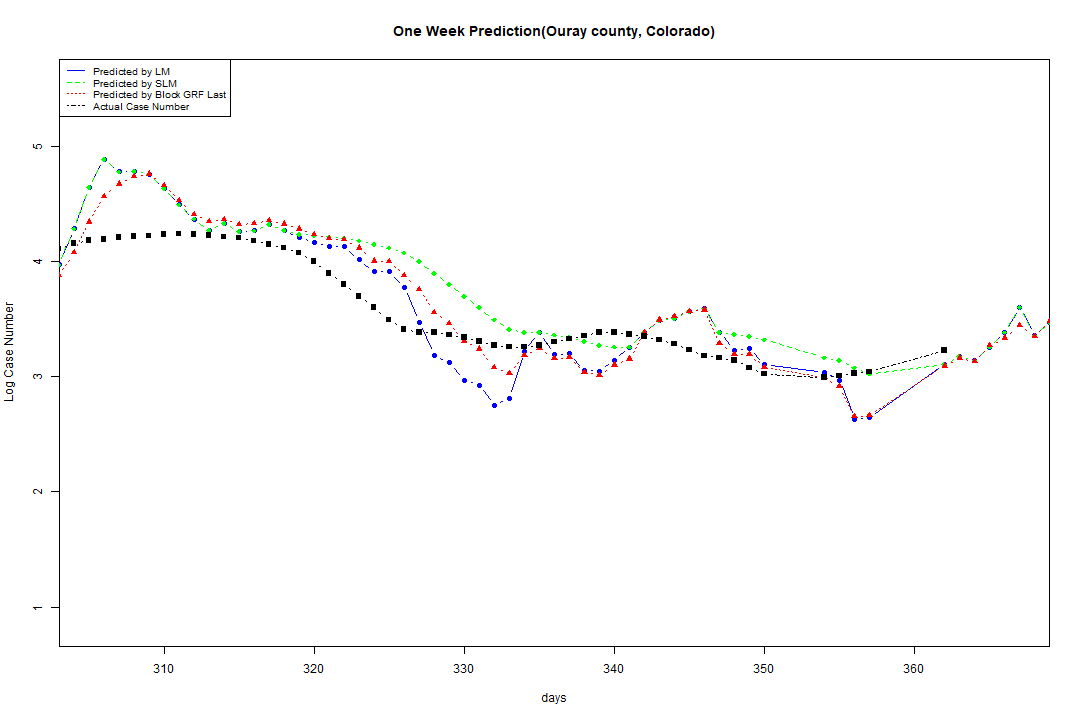 One Week Prediction(Ouray county, Colorado)
Predicted by LM
Predicted by SLM
Predicted by Block GRF Last
Actual Case Number
5
4
3
2
1
Log Case Number
310 320 330 340 350 360
days